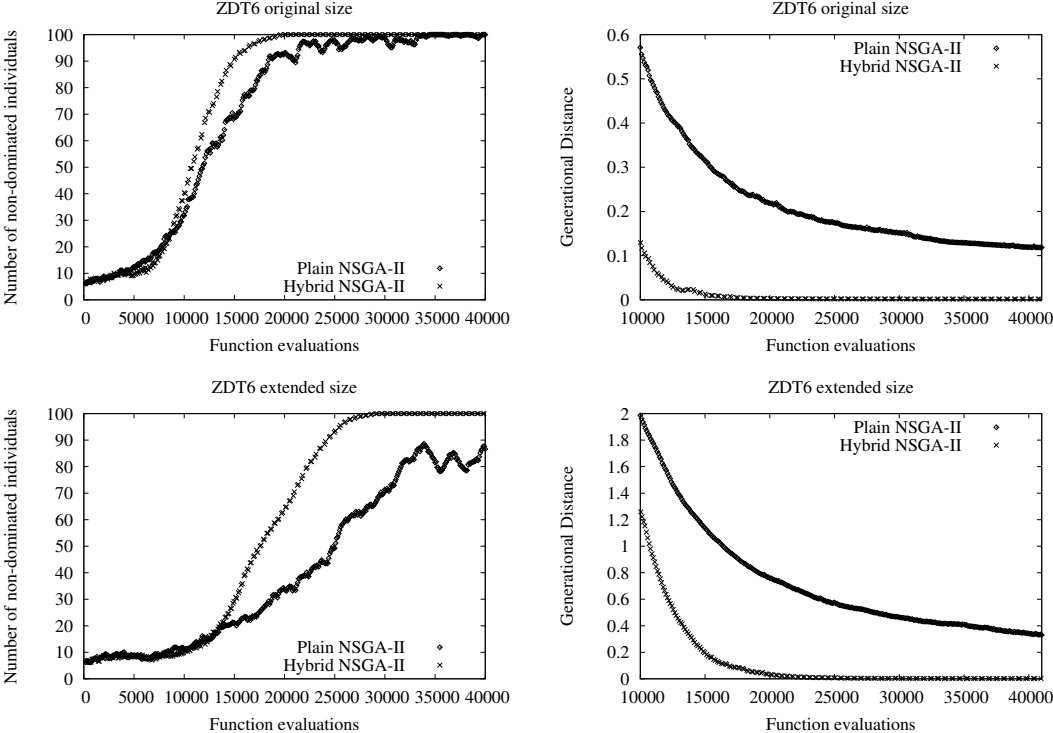 ZDT6 original size
Number of non-dominated individuals
100
90
80
70
60
50
40
30
20
10
0
Plain NSGA-II
Hybrid NSGA-II
0 5000 10000 15000 20000 25000 30000 35000 40000
Function evaluations
ZDT6 original size
Generational Distance
0.6
0.5
0.4
0.3
0.2
0.1
0
Plain NSGA-II
Hybrid NSGA-II
10000 15000 20000 25000 30000 35000 40000
Function evaluations
ZDT6 extended size
Number of non-dominated individuals
100
90
80
70
60
50
40
30
20
10
0
Plain NSGA-II
Hybrid NSGA-II
0 5000 10000 15000 20000 25000 30000 35000 40000
Function evaluations
ZDT6 extended size
Generational Distance
2
1.8
1.6
1.4
1.2
1
0.8
0.6
0.4
0.2
0
Plain NSGA-II
Hybrid NSGA-II
10000 15000 20000 25000 30000 35000 40000
Function evaluations